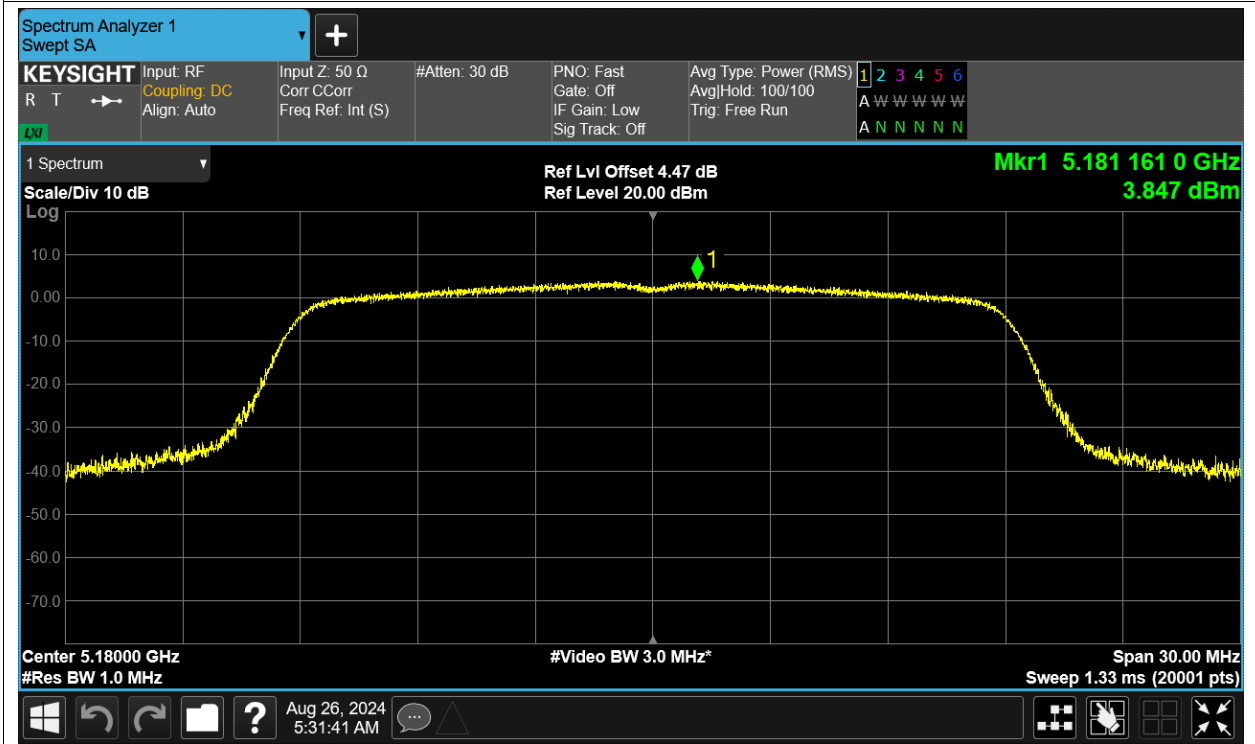 Spectrum Analyzer 1
Swept SA
+
KEYSIGHT
R T
LXI
Input: RF
Coupling: DC
Align: Auto
Input Z: 50 Ω
Corr CCorr
Freq Ref: Int (S)
#Atten: 30 dB
PNO: Fast
Gate: Off
IF Gain: Low
Sig Track: Off
Avg Type: Power (RMS)
Avg|Hold: 100/100
Trig: Free Run
1 2 3 4 5 6
A W W W W W
A N N N N N
1 Spectrum
Scale/Div 10 dB
Log
Ref Lvl Offset 4.47 dB
Ref Level 20.00 dBm
Mkr1 5.181 161 0 GHz
3.847 dBm
1
10.0
0.00
-10.0
-20.0
-30.0
-40.0
-50.0
-60.0
-70.0
Center 5.18000 GHz
#Res BW 1.0 MHz
#Video BW 3.0 MHz*
Span 30.00 MHz
Sweep 1.33 ms (20001 pts)
?
Aug 26, 2024
5:31:41 AM